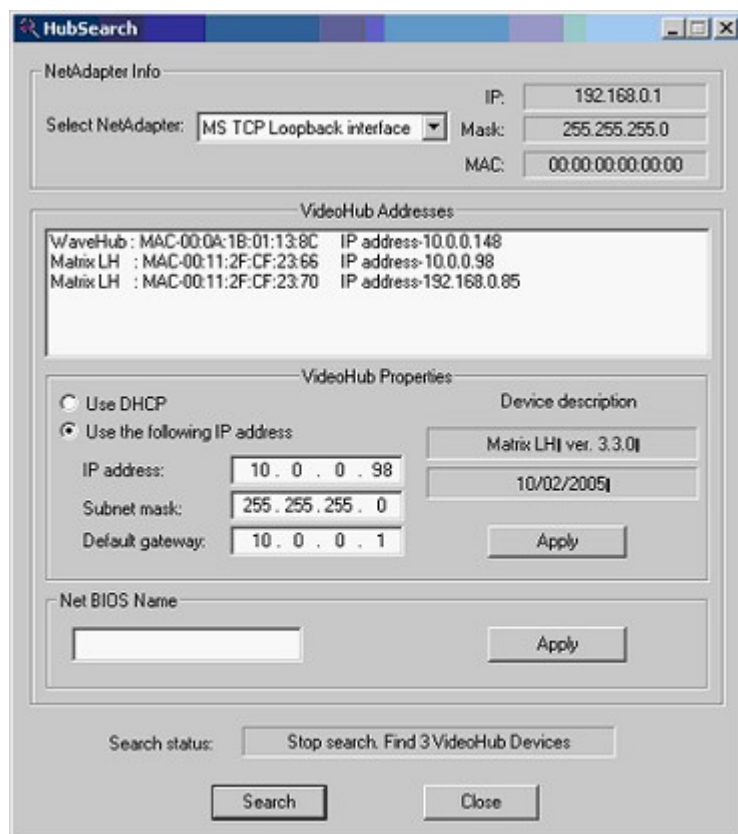 HubSearch
NetAdapter Info
IP: 192.168.0.1
Select NetAdapter: MS TCP Loopback interface Mask: 255.255.255.0
MAC: 00:00:00:00:00:00
VideoHub Addresses
WaveHub : MAC-00:0A:1B:01:13:8C IP address-10.0.0.148
Matrix LH : MAC-00:11:2F:CF:23:66 IP address-10.0.0.98
Matrix LH : MAC-00:11:2F:CF:23:70 IP address-192.168.0.85
VideoHub Properties
Use DHCP Device description
Use the following IP address
Matrix LH| ver. 3.3.0|
IP address: 10 . 0 . 0 . 98
10/02/2005|
Subnet mask: 255 . 255 . 255 . 0
Default gateway: 10 . 0 . 0 . 1 Apply
Net BIOS Name
Apply
Search status: Stop search. Find 3 VideoHub Devices
Search Close